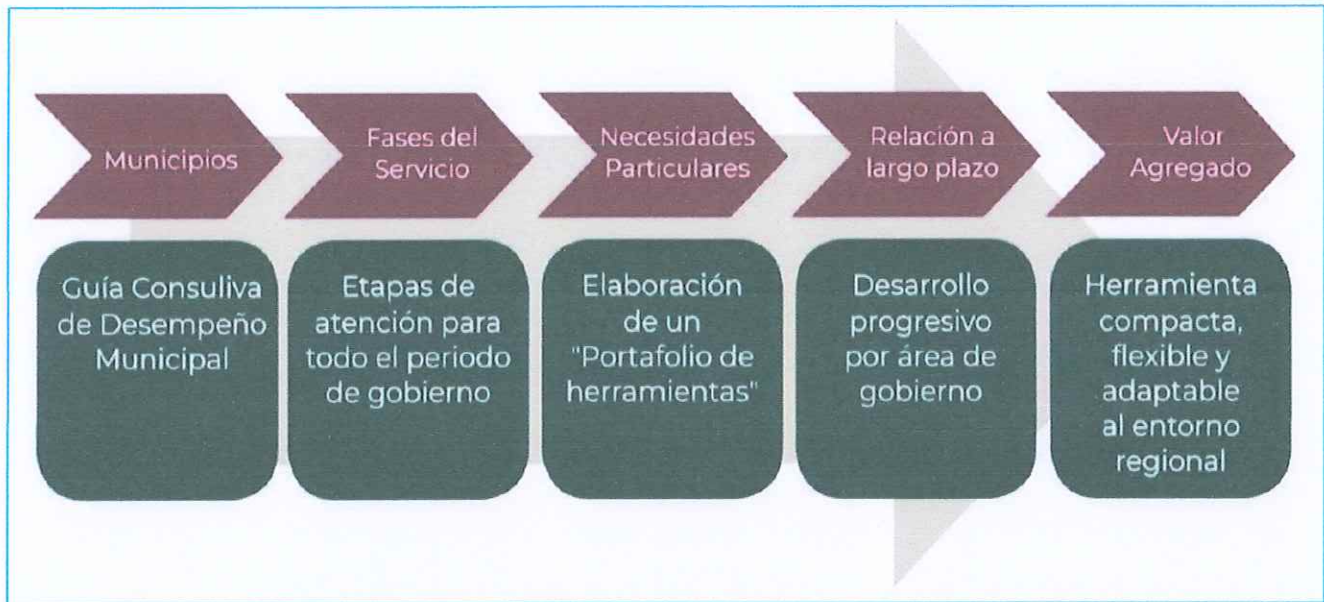 Municipios
Fases del
Servicio
Necesidades
Particulares
Relación a
largo plazo
Valor
Agregado
Guía Consuliva
de Desempeño
Municipal
Etapas de
atención para
todo el periodo
de gobierno
Elaboración
de un
"Portafolio de
herramientas"
Desarrollo
progresivo
por área de
gobierno
Herramienta
compacta,
flexible y
adaptable
al entorno
regional